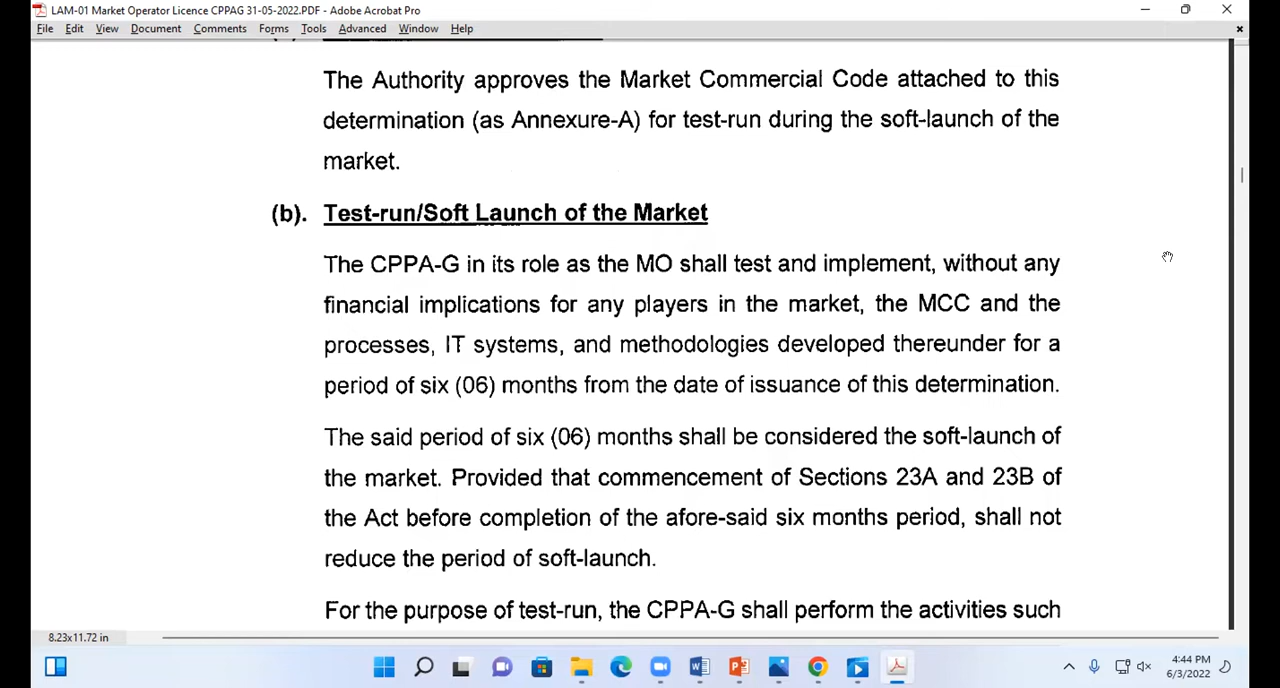 LAM-01 Market Operator Licence CPPAG 31-05-2022.PDF - Adobe Acrobat Pro
File Edit View Document Comments Forms Tools Advanced Window Help
The Authority approves the Market Commercial Code attached to this
determination (as Annexure-A) for test-run during the soft-launch of the
market.
(b). Test-run/Soft Launch of the Market
The CPPA-G in its role as the MO shall test and implement, without any
financial implications for any players in the market, the MCC and the
processes, IT systems, and methodologies developed thereunder for a
period of six (06) months from the date of issuance of this determination.
The said period of six (06) months shall be considered the soft-launch of
the market. Provided that commencement of Sections 23A and 23B of
the Act before completion of the afore-said six months period, shall not
reduce the period of soft-launch.
For the purpose of test-run, the CPPA-G shall perform the activities such
8.23x11.72 in
4:44 PM
6/3/2022